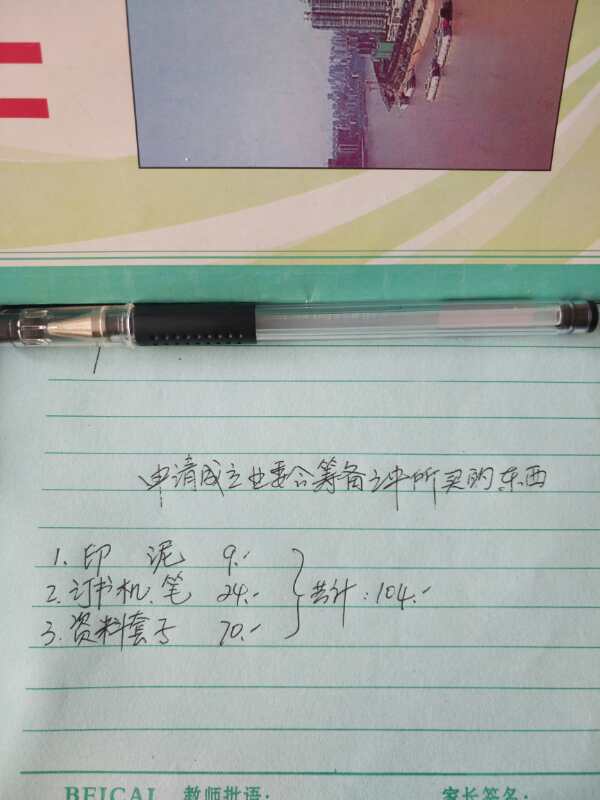 申请成立业委会筹备之中所买的东西
1. 印 泥 9.-
2. 订书机、笔 24.-
3. 资料套子 70.-
共计：104.-
BEICAI 教师批语： 家长签名：